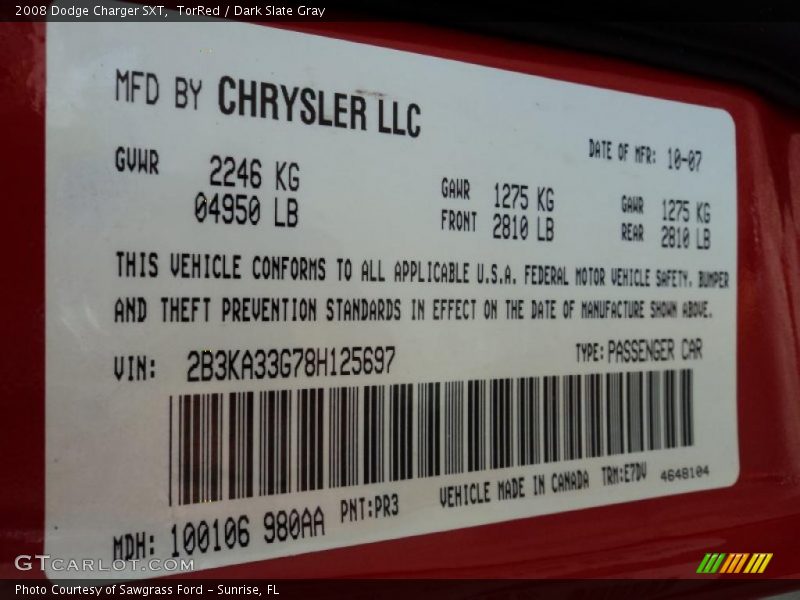 2008 Dodge Charger SXT,  TorRed / Dark Slate Gray
MFD BY CHRYSLER LLC
DATE OF MFR: 10-07
GVWR 2246 KG
04950 LB
GAWR 1275 KG
FRONT 2810 LB
GAWR 1275 KG
REAR 2810 LB
THIS VEHICLE CONFORMS TO ALL APPLICABLE U.S.A. FEDERAL MOTOR VEHICLE SAFETY, BUMPER
AND THEFT PREVENTION STANDARDS IN EFFECT ON THE DATE OF MANUFACTURE SHOWN ABOVE.
VIN: 2B3KA33G78H125697
TYPE: PASSENGER CAR
MDH: 100106 980AA PNT:PR3
VEHICLE MADE IN CANADA TRM:E7DV 4648104
GTcarlot.com
Photo Courtesy of Sawgrass Ford - Sunrise, FL